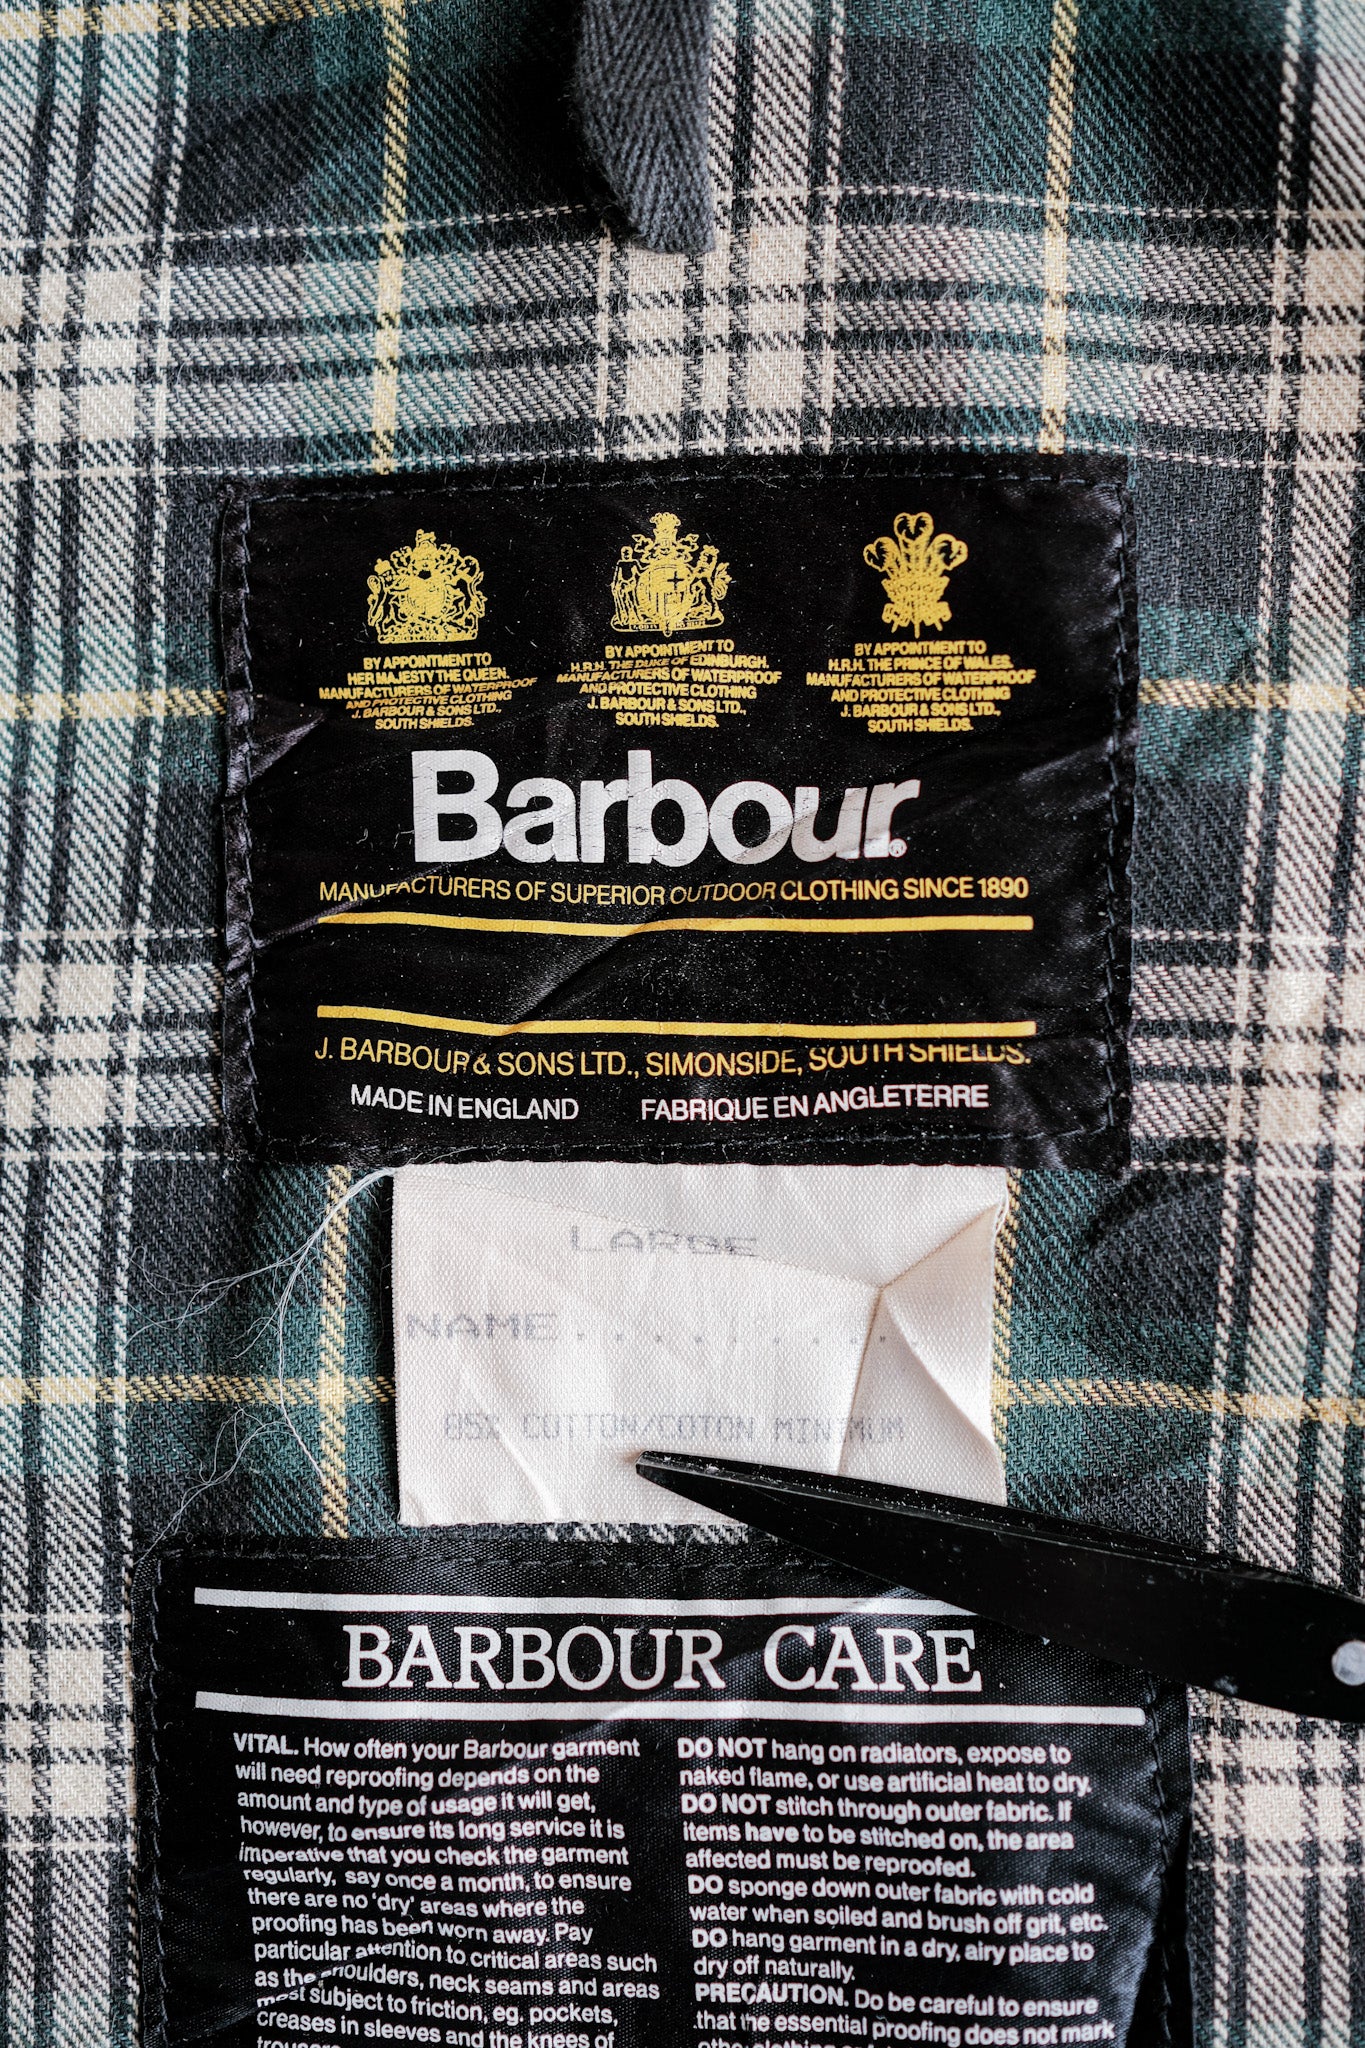 BY APPOINTMENT TO
HER MAJESTY THE QUEEN.
MANUFACTURERS OF WATERPROOF
AND PROTECTIVE CLOTHING
J. BARBOUR & SONS LTD.,
SOUTH SHIELDS.
BY APPOINTMENT TO
H.R.H. THE DUKE OF EDINBURGH.
MANUFACTURERS OF WATERPROOF
AND PROTECTIVE CLOTHING
J. BARBOUR & SONS LTD.,
SOUTH SHIELDS.
BY APPOINTMENT TO
H.R.H. THE PRINCE OF WALES.
MANUFACTURERS OF WATERPROOF
AND PROTECTIVE CLOTHING
J. BARBOUR & SONS LTD.,
SOUTH SHIELDS.
Barbour®
MANUFACTURERS OF SUPERIOR OUTDOOR CLOTHING SINCE 1890
J. BARBOUR & SONS LTD., SIMONSIDE, SOUTH SHIELDS.
MADE IN ENGLAND FABRIQUE EN ANGLETERRE
LARGE
NAME..........
85% COTTON/COTON MINIMUM
BARBOUR CARE
VITAL. How often your Barbour garment
will need reproofing depends on the
amount and type of usage it will get,
however, to ensure its long service it is
imperative that you check the garment
regularly, say once a month, to ensure
there are no 'dry' areas where the
proofing has been worn away. Pay
particular attention to critical areas such
as the shoulders, neck seams and areas
most subject to friction, eg. pockets,
creases in sleeves and the knees of
trousers
DO NOT hang on radiators, expose to
naked flame, or use artificial heat to dry.
DO NOT stitch through outer fabric. If
items have to be stitched on, the area
affected must be reproofed.
DO sponge down outer fabric with cold
water when soiled and brush off grit, etc.
DO hang garment in a dry, airy place to
dry off naturally.
PRECAUTION. Do be careful to ensure
that the essential proofing does not mark
other clothing